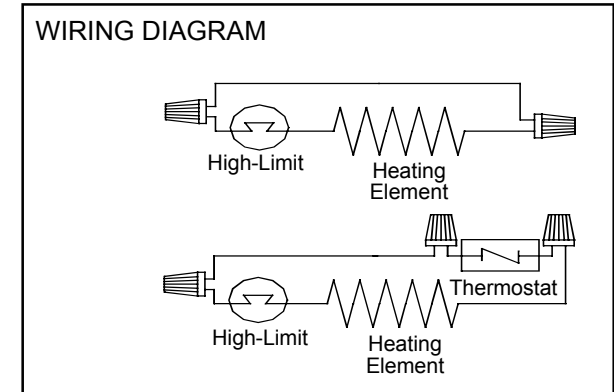 WIRING DIAGRAM
High-Limit
Heating
Element
Thermostat
High-Limit
Heating
Element